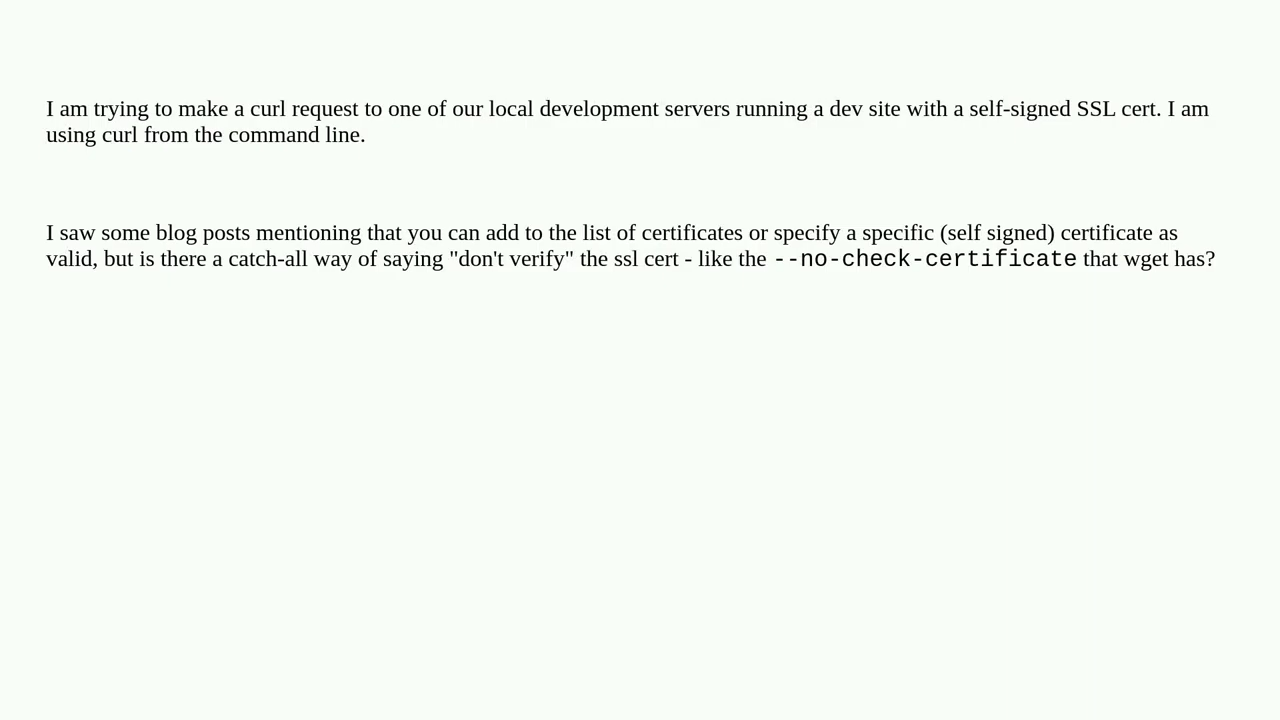 I am trying to make a curl request to one of our local development servers running a dev site with a self-signed SSL cert. I am
using curl from the command line.
I saw some blog posts mentioning that you can add to the list of certificates or specify a specific (self signed) certificate as
valid, but is there a catch-all way of saying "don't verify" the ssl cert - like the --no-check-certificate that wget has?